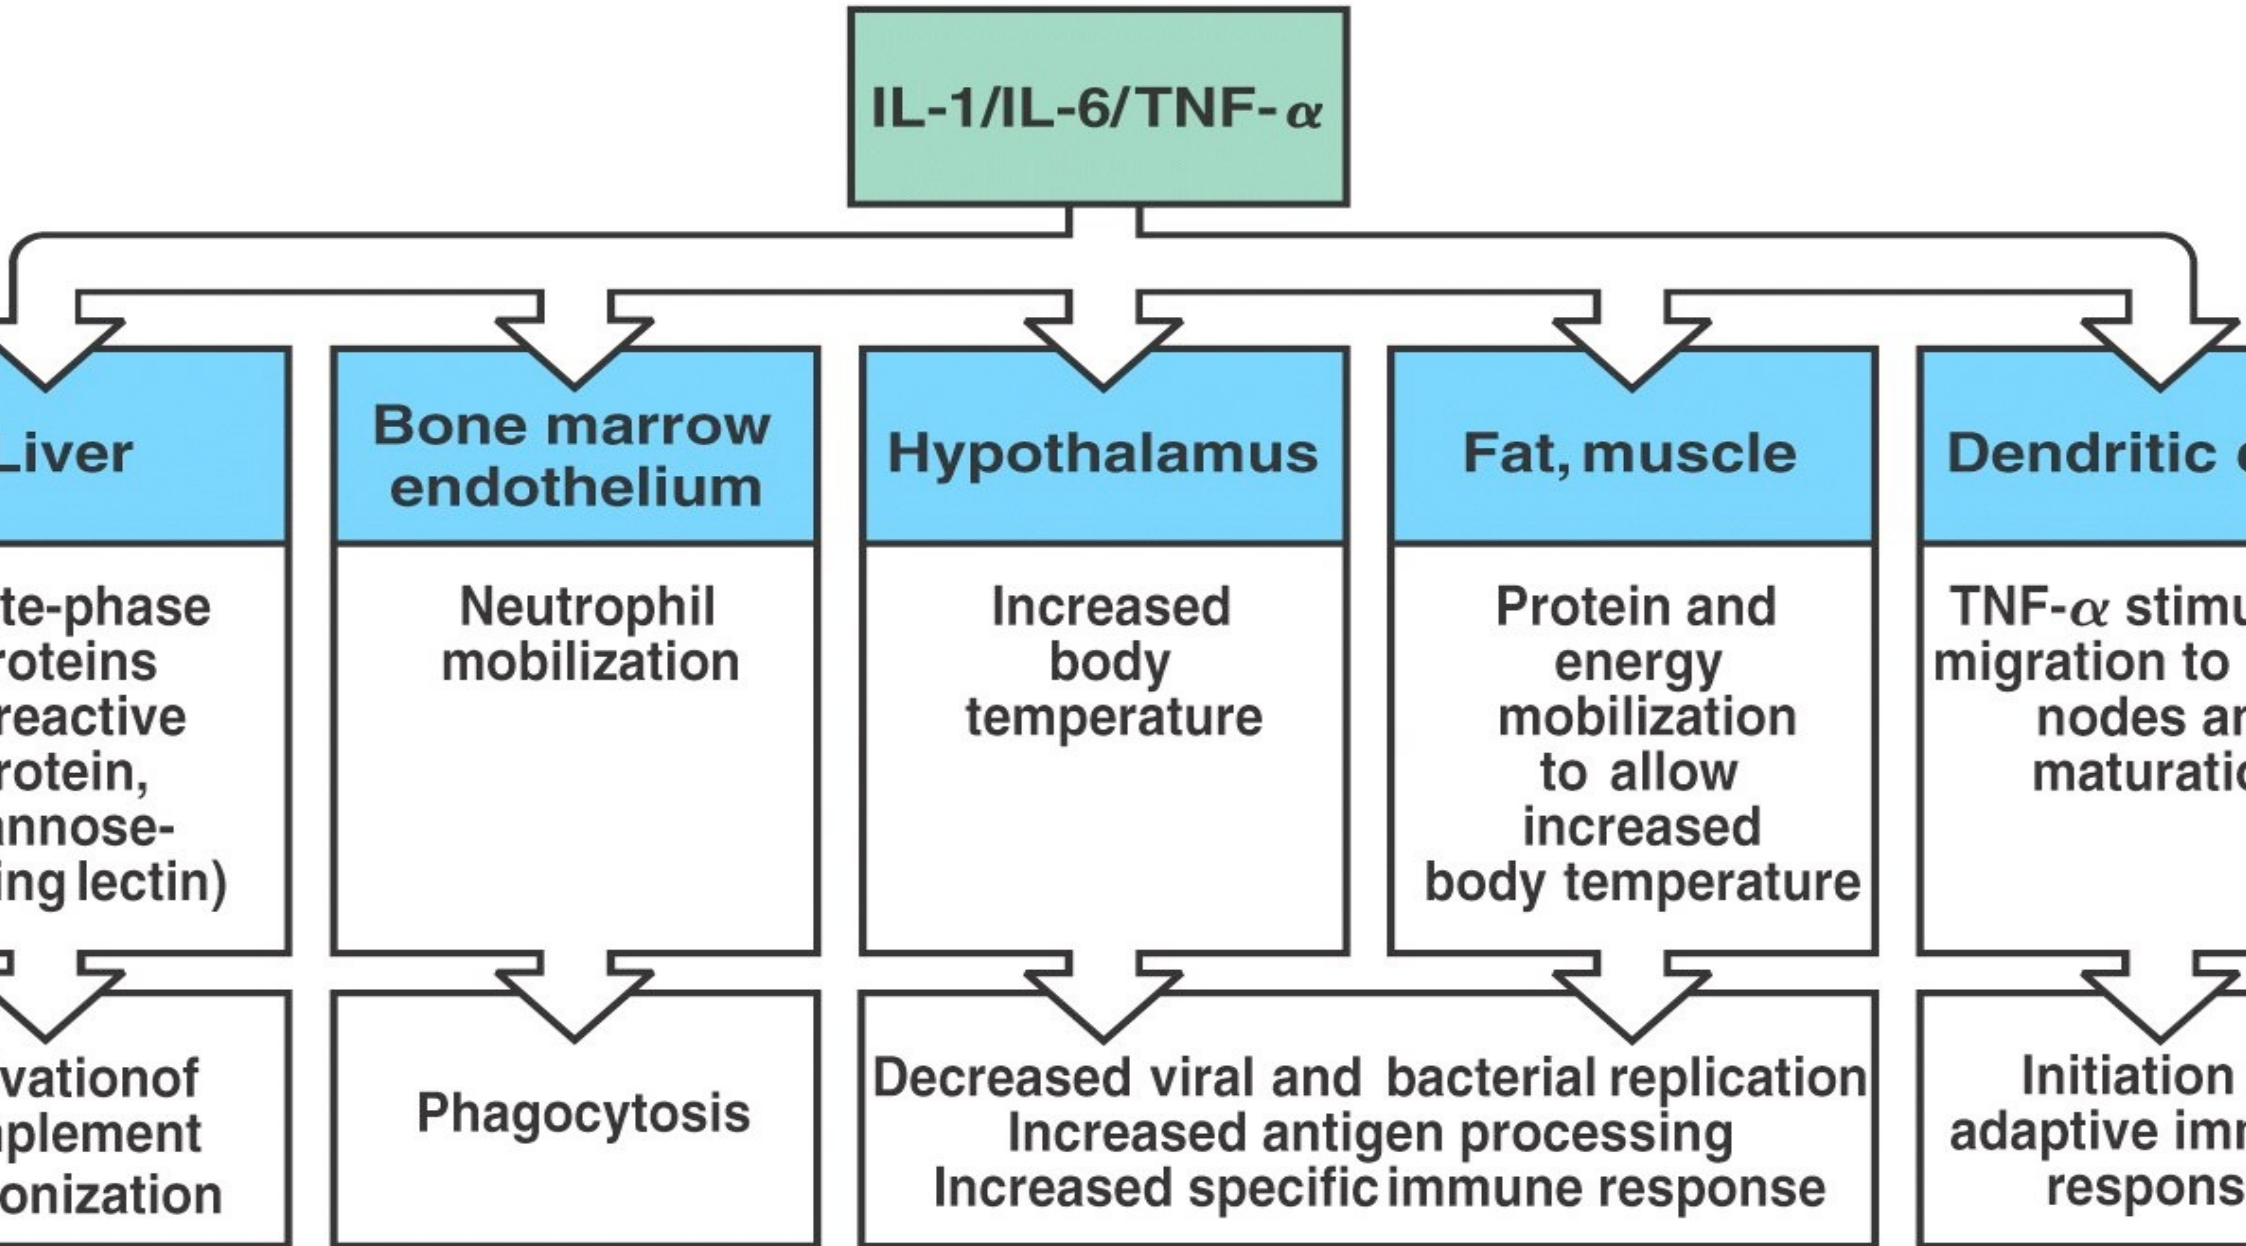 IL-1/IL-6/TNF-α
Liver
Bone marrow
endothelium
Hypothalamus
Fat, muscle
Dendritic
te-phase
roteins
reactive
rotein,
annose-
ing lectin)
Neutrophil
mobilization
Increased
body
temperature
Protein and
energy
mobilization
to allow
increased
body temperature
TNF-α stimu
migration to
nodes an
maturatio
vationof
plement
onization
Phagocytosis
Decreased viral and bacterial replication
Increased antigen processing
Increased specific immune response
Initiation
adaptive imm
respons